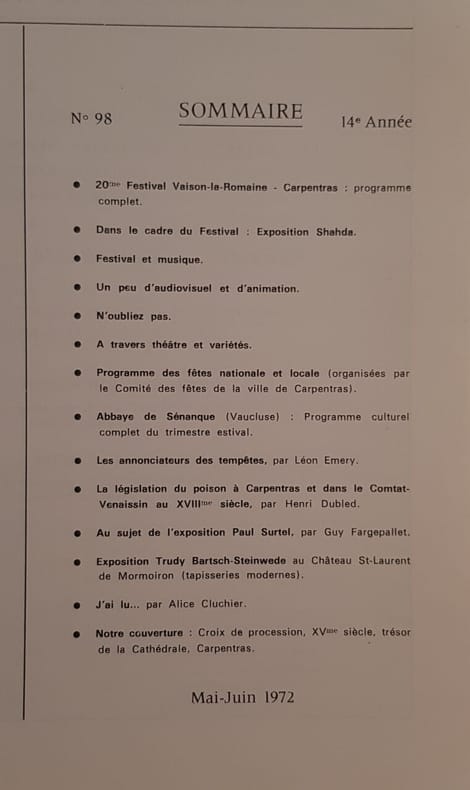 N° 98
SOMMAIRE
14e Année
● 20me Festival Vaison-la-Romaine - Carpentras : programme
complet.
● Dans le cadre du Festival : Exposition Shahda.
● Festival et musique.
● Un peu d'audiovisuel et d'animation.
● N'oubliez pas.
● A travers théâtre et variétés.
● Programme des fêtes nationale et locale (organisées par
le Comité des fêtes de la ville de Carpentras).
● Abbaye de Sénanque (Vaucluse) : Programme culturel
complet du trimestre estival.
● Les annonciateurs des tempêtes, par Léon Emery.
● La législation du poison à Carpentras et dans le Comtat-
Venaissin au XVIIIme siècle, par Henri Dubled.
● Au sujet de l'exposition Paul Surtel, par Guy Fargepallet.
● Exposition Trudy Bartsch-Steinwede au Château St-Laurent
de Mormoiron (tapisseries modernes).
● J'ai lu... par Alice Cluchier.
● Notre couverture : Croix de procession, XVme siècle, trésor
de la Cathédrale, Carpentras.
Mai-Juin 1972